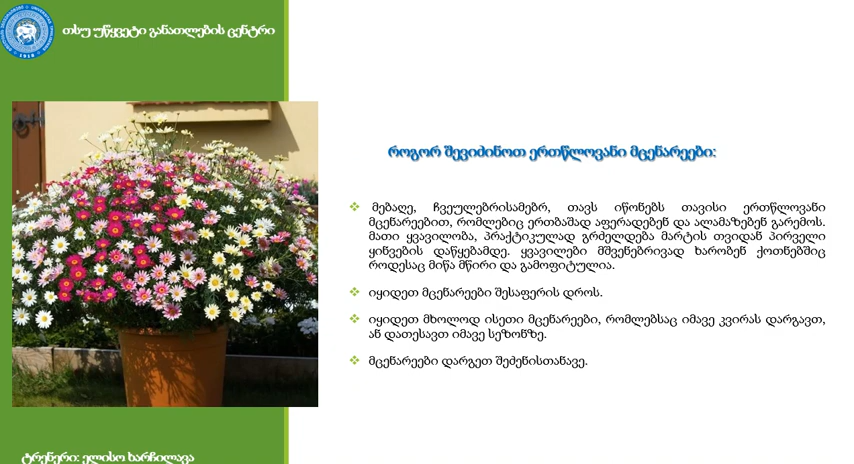 თსუ უწყვეტი განათლების ცენტრი
როგორ შევიძინოთ ერთწლოვანი მცენარეები:
❖ მებაღე, ჩვეულებრისამებრ, თავს იწონებს თავისი ერთწლოვანი
მცენარეებით, რომლებიც ერთბაშად აფერადებენ და ალამაზებენ გარემოს.
მათი ყვავილობა, პრაქტიკულად გრძელდება მარტის თვიდან პირველი
ყინვების დაწყებამდე. ყვავილები მშვენებრივად ხარობენ ქოთნებშიც
როდესაც მიწა მწირი და გამოფიტულია.
❖ იყიდეთ მცენარეები შესაფერის დროს.
❖ იყიდეთ მხოლოდ ისეთი მცენარეები, რომლებსაც იმავე კვირას დარგავთ,
ან დათესავთ იმავე სეზონზე.
❖ მცენარეები დარგეთ შეძენისთანავე.
ტრენერი: ელისო ხარჩილავა